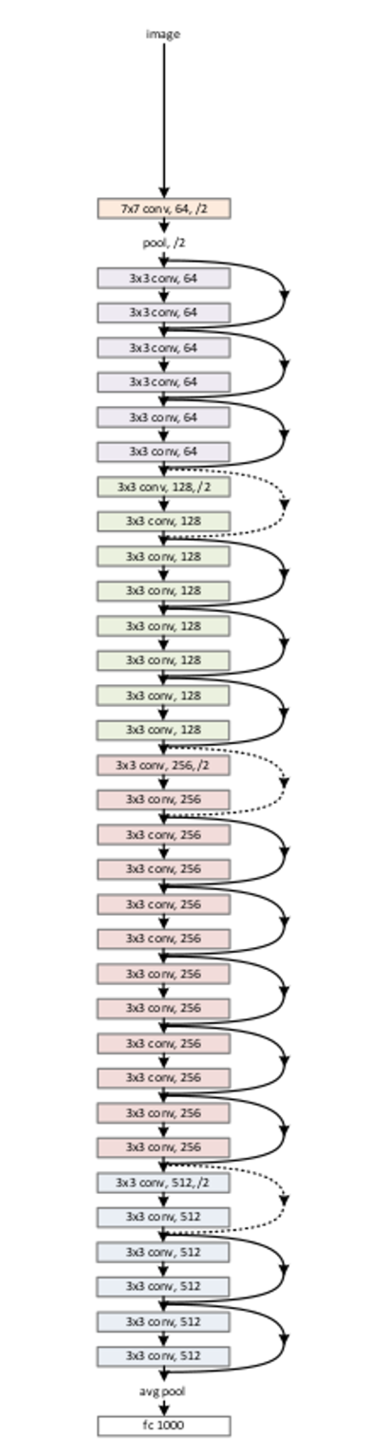 image
7x7 conv, 64, /2
pool, /2
3x3 conv, 64
3x3 conv, 64
3x3 conv, 64
3x3 conv, 64
3x3 conv, 64
3x3 conv, 64
3x3 conv, 128, /2
3x3 conv, 128
3x3 conv, 128
3x3 conv, 128
3x3 conv, 128
3x3 conv, 128
3x3 conv, 128
3x3 conv, 128
3x3 conv, 256, /2
3x3 conv, 256
3x3 conv, 256
3x3 conv, 256
3x3 conv, 256
3x3 conv, 256
3x3 conv, 256
3x3 conv, 256
3x3 conv, 256
3x3 conv, 256
3x3 conv, 256
3x3 conv, 256
3x3 conv, 512, /2
3x3 conv, 512
3x3 conv, 512
3x3 conv, 512
3x3 conv, 512
3x3 conv, 512
avg pool
fc 1000